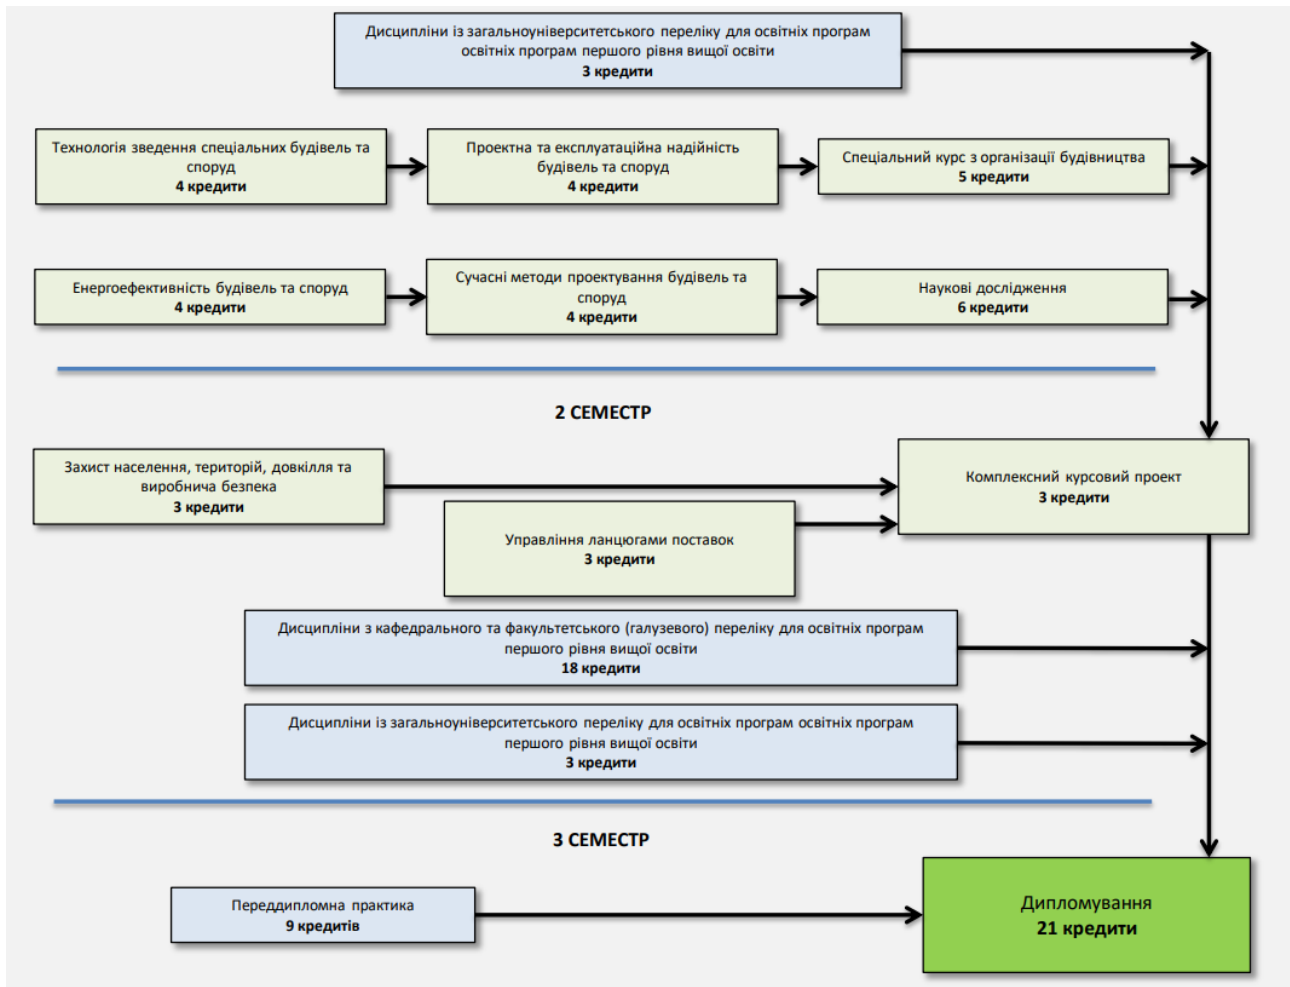 Дисципліни із загальноуніверситетського переліку для освітніх програм
освітніх програм першого рівня вищої освіти
3 кредити
Технологія зведення спеціальних будівель та
споруд
4 кредити
Проектна та експлуатаційна надійність
будівель та споруд
4 кредити
Спеціальний курс з організації будівництва
5 кредити
Енергоефективність будівель та споруд
4 кредити
Сучасні методи проектування будівель та
споруд
4 кредити
Наукові дослідження
6 кредити
2 СЕМЕСТР
Захист населення, територій, довкілля та
виробнича безпека
3 кредити
Комплексний курсовий проект
3 кредити
Управління ланцюгами поставок
3 кредити
Дисципліни з кафедрального та факультетського (галузевого) переліку для освітніх програм
першого рівня вищої освіти
18 кредити
Дисципліни із загальноуніверситетського переліку для освітніх програм освітніх програм
першого рівня вищої освіти
3 кредити
3 СЕМЕСТР
Переддипломна практика
9 кредитів
Дипломування
21 кредити